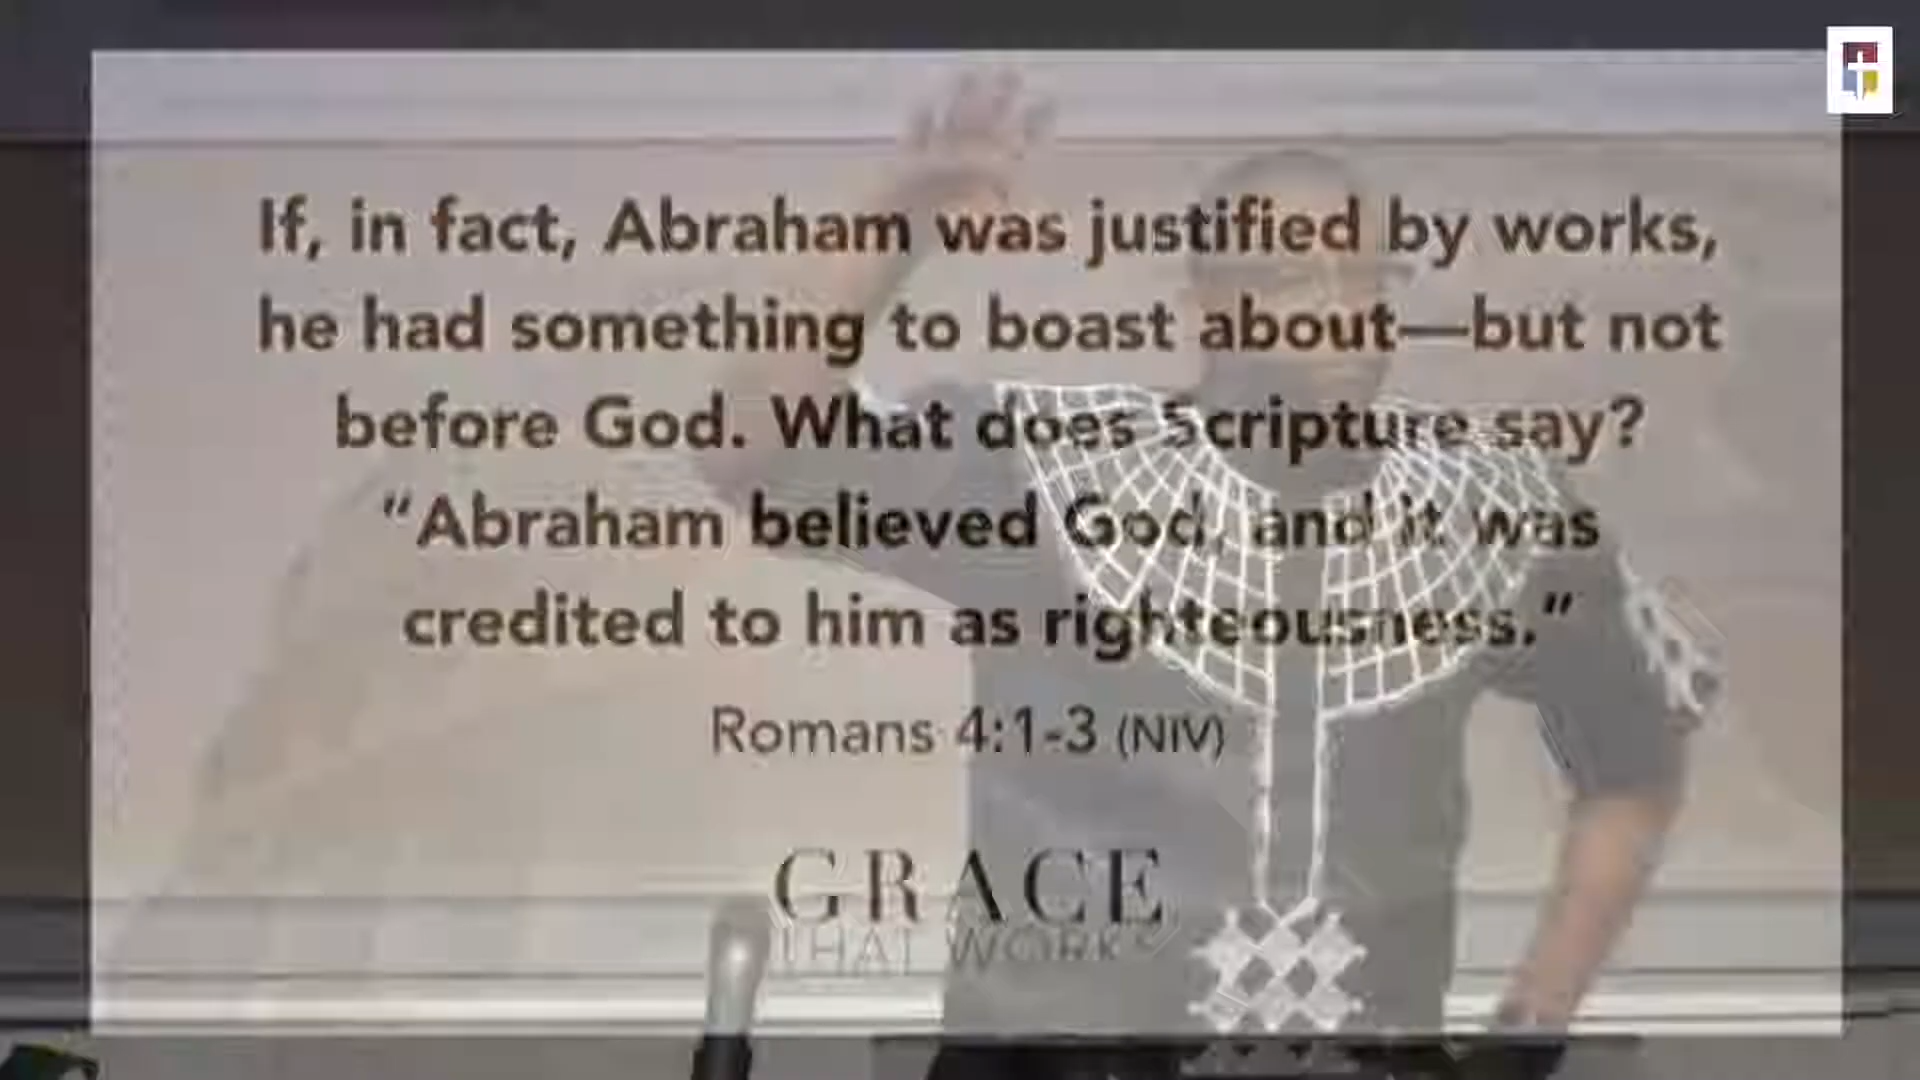 If, in fact, Abraham was justified by works,
he had something to boast about—but not
before God. What does Scripture say?
“Abraham believed God, and it was
credited to him as righteousness.”
Romans 4:1-3 (NIV)
GRACE
THAT WORKS